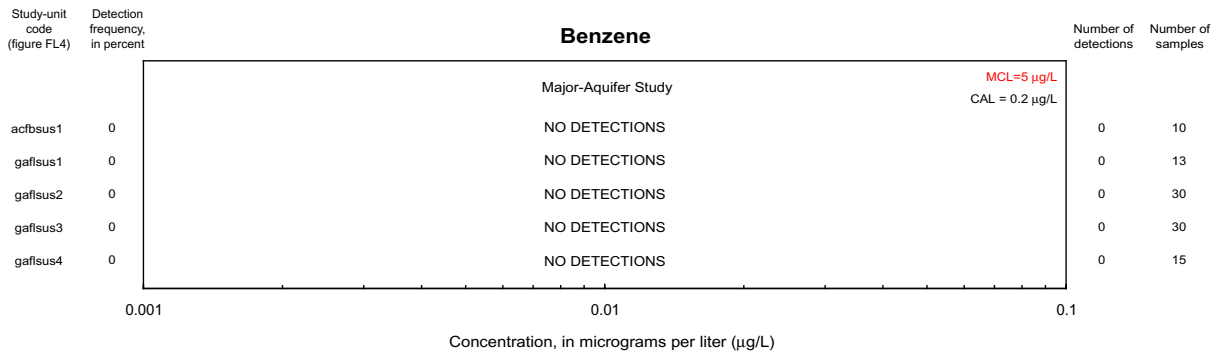 Study-unit code (figure FL4)
Detection frequency, in percent
Benzene
Number of detections
Number of samples
Major-Aquifer Study
MCL=5 µg/L
CAL = 0.2 µg/L
acfbsus1 0 NO DETECTIONS 0 10
gaflsus1 0 NO DETECTIONS 0 13
gaflsus2 0 NO DETECTIONS 0 30
gaflsus3 0 NO DETECTIONS 0 30
gaflsus4 0 NO DETECTIONS 0 15
0.001 0.01 0.1
Concentration, in micrograms per liter (µg/L)